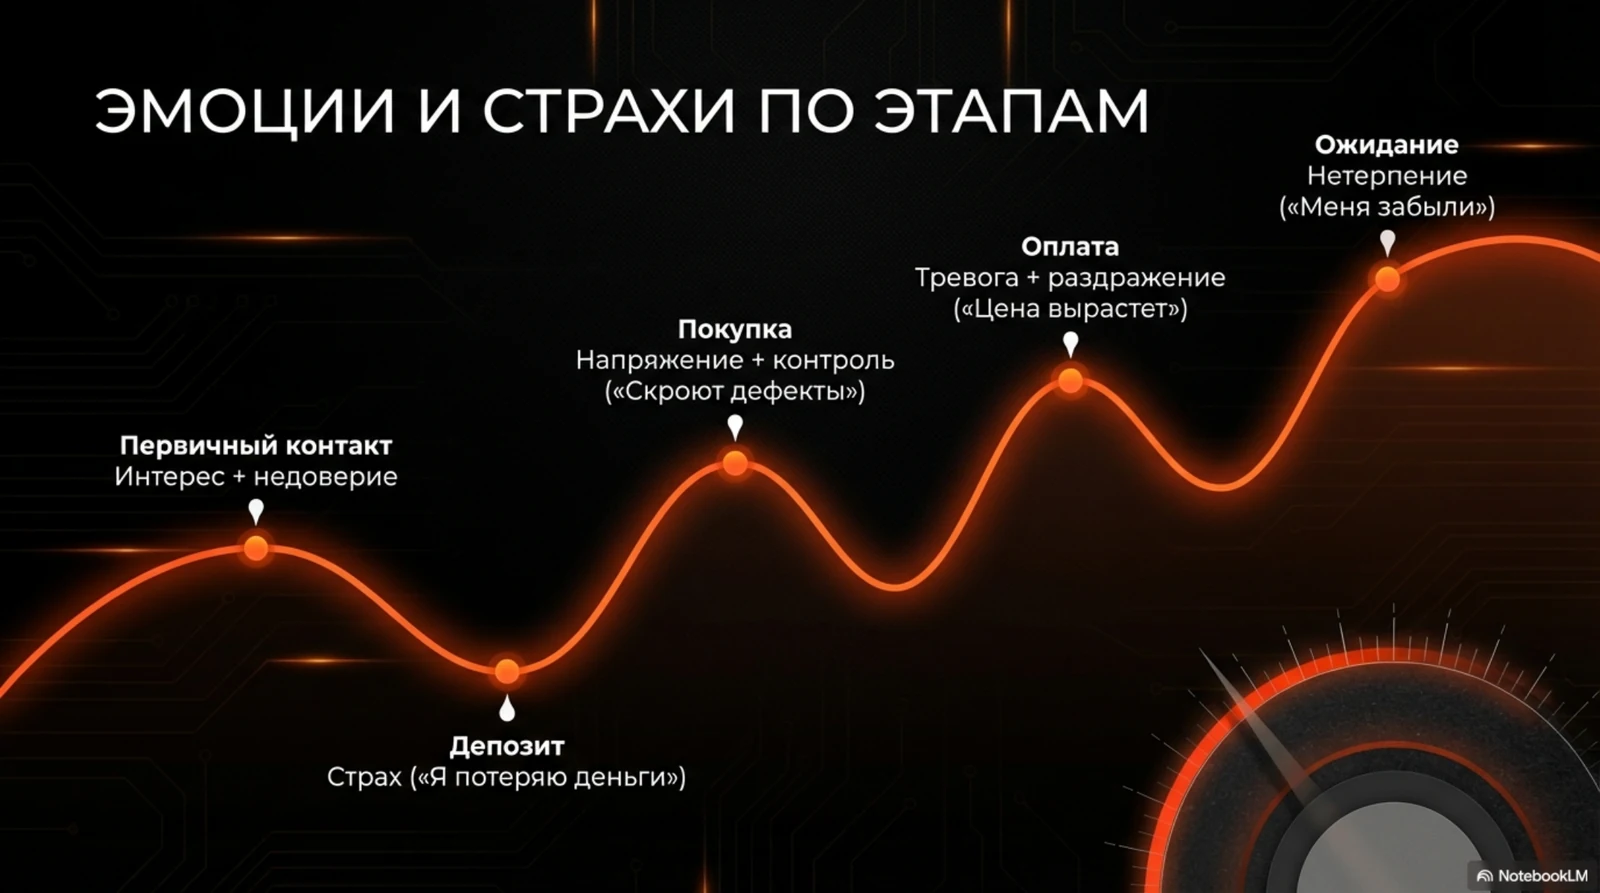 ЭМОЦИИ И СТРАХИ ПО ЭТАПАМ
Первичный контакт
Интерес + недоверие
Депозит
Страх («Я потеряю деньги»)
Покупка
Напряжение + контроль
(«Скроют дефекты»)
Оплата
Тревога + раздражение
(«Цена вырастет»)
Ожидание
Нетерпение
(«Меня забыли»)
NotebookLM